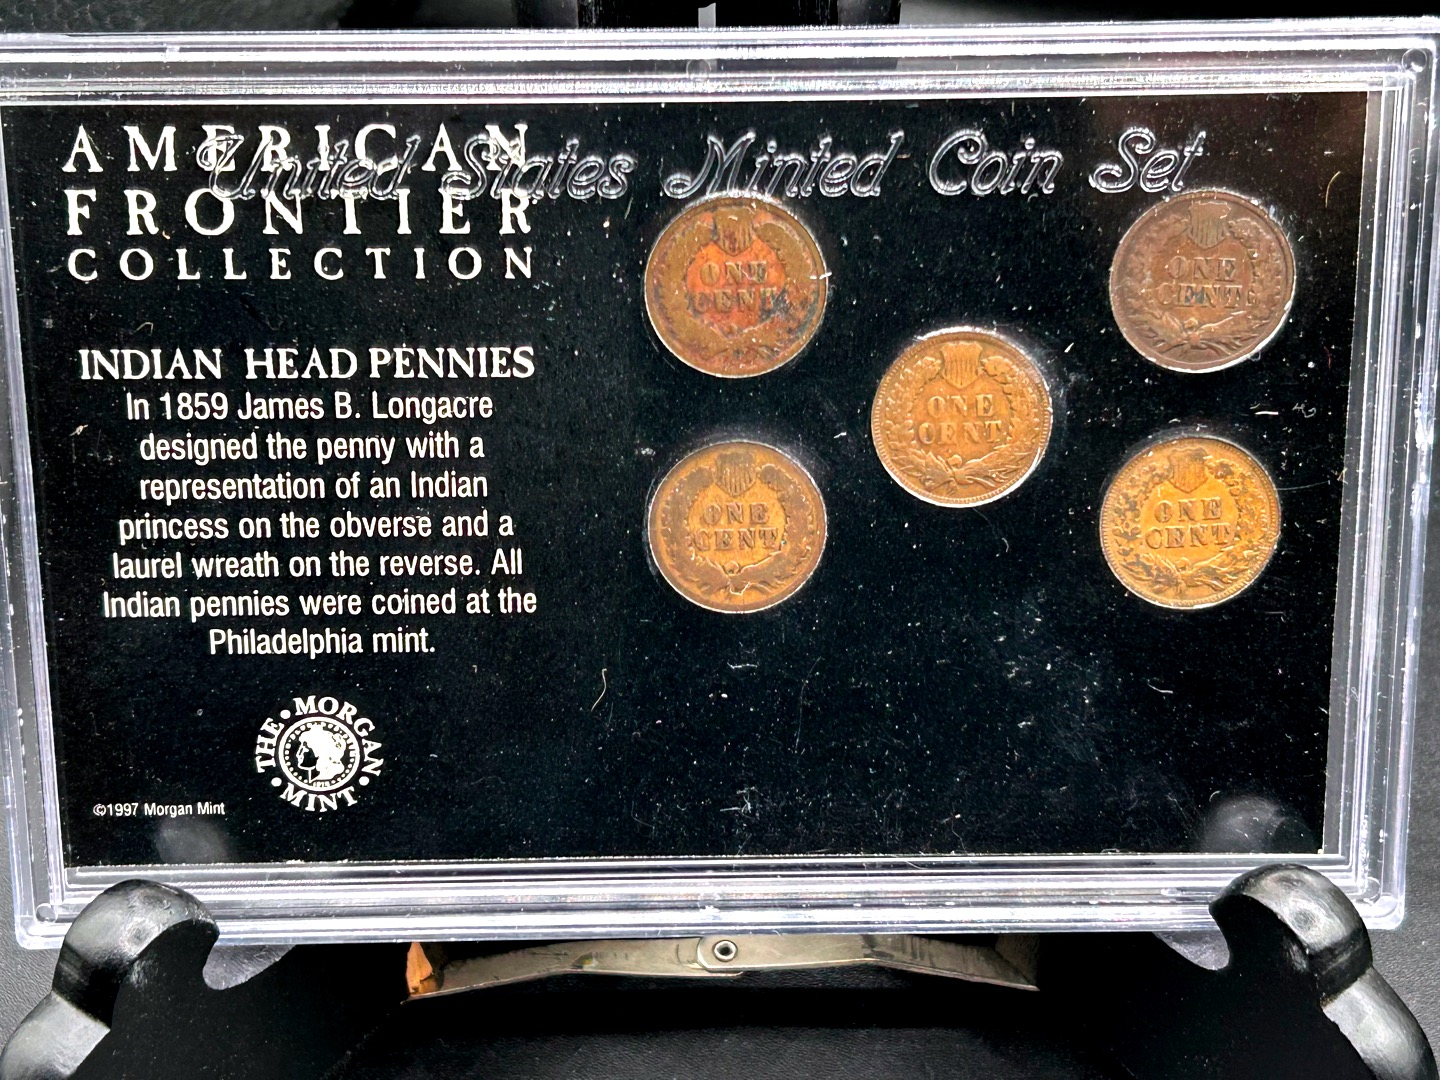 United States Minted Coin Set
AMERICAN
FRONTIER
COLLECTION
INDIAN HEAD PENNIES
In 1859 James B. Longacre
designed the penny with a
representation of an Indian
princess on the obverse and a
laurel wreath on the reverse. All
Indian pennies were coined at the
Philadelphia mint.
THE • MORGAN • MINT •
©1997 Morgan Mint
ONE
CENT
ONE
CENT
ONE
CENT
ONE
CENT
ONE
CENT